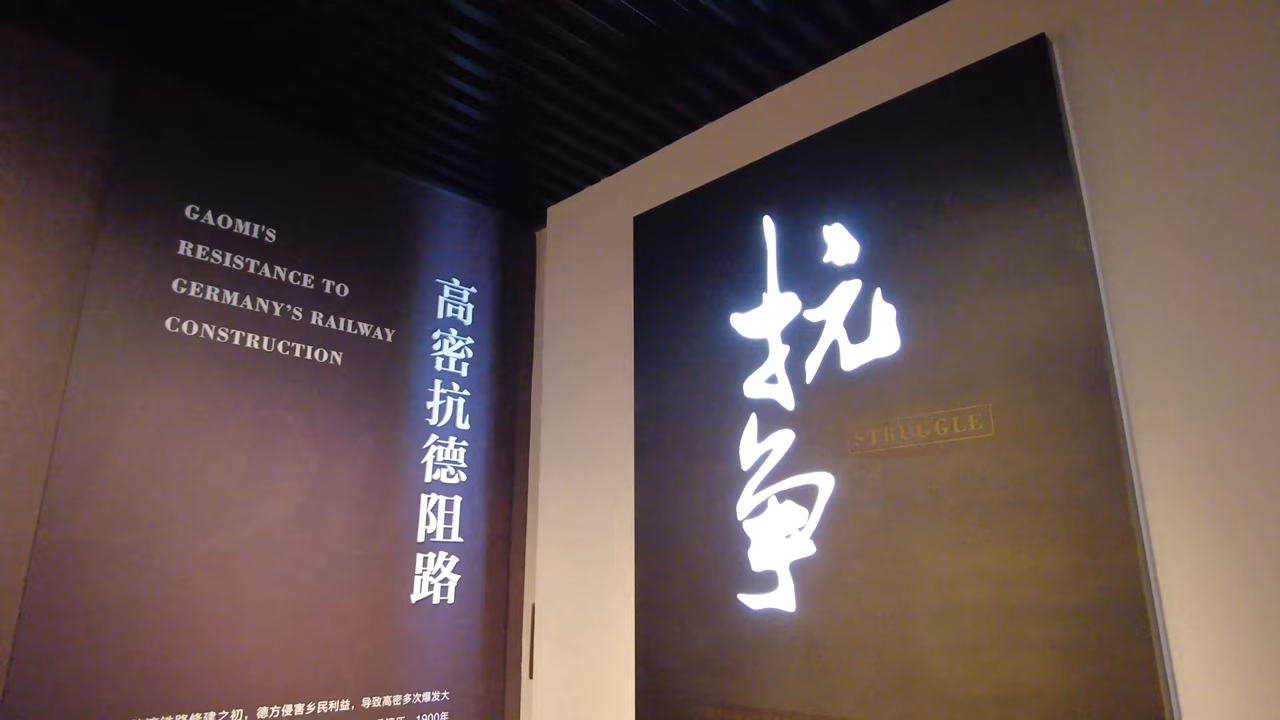 GAOMI'S
RESISTANCE TO
GERMANY'S RAILWAY
CONSTRUCTION
高密抗德阻路
路修建之初，德方侵害乡民利益，导致高密多次爆发大
1900年
抗争
STRUGGLE